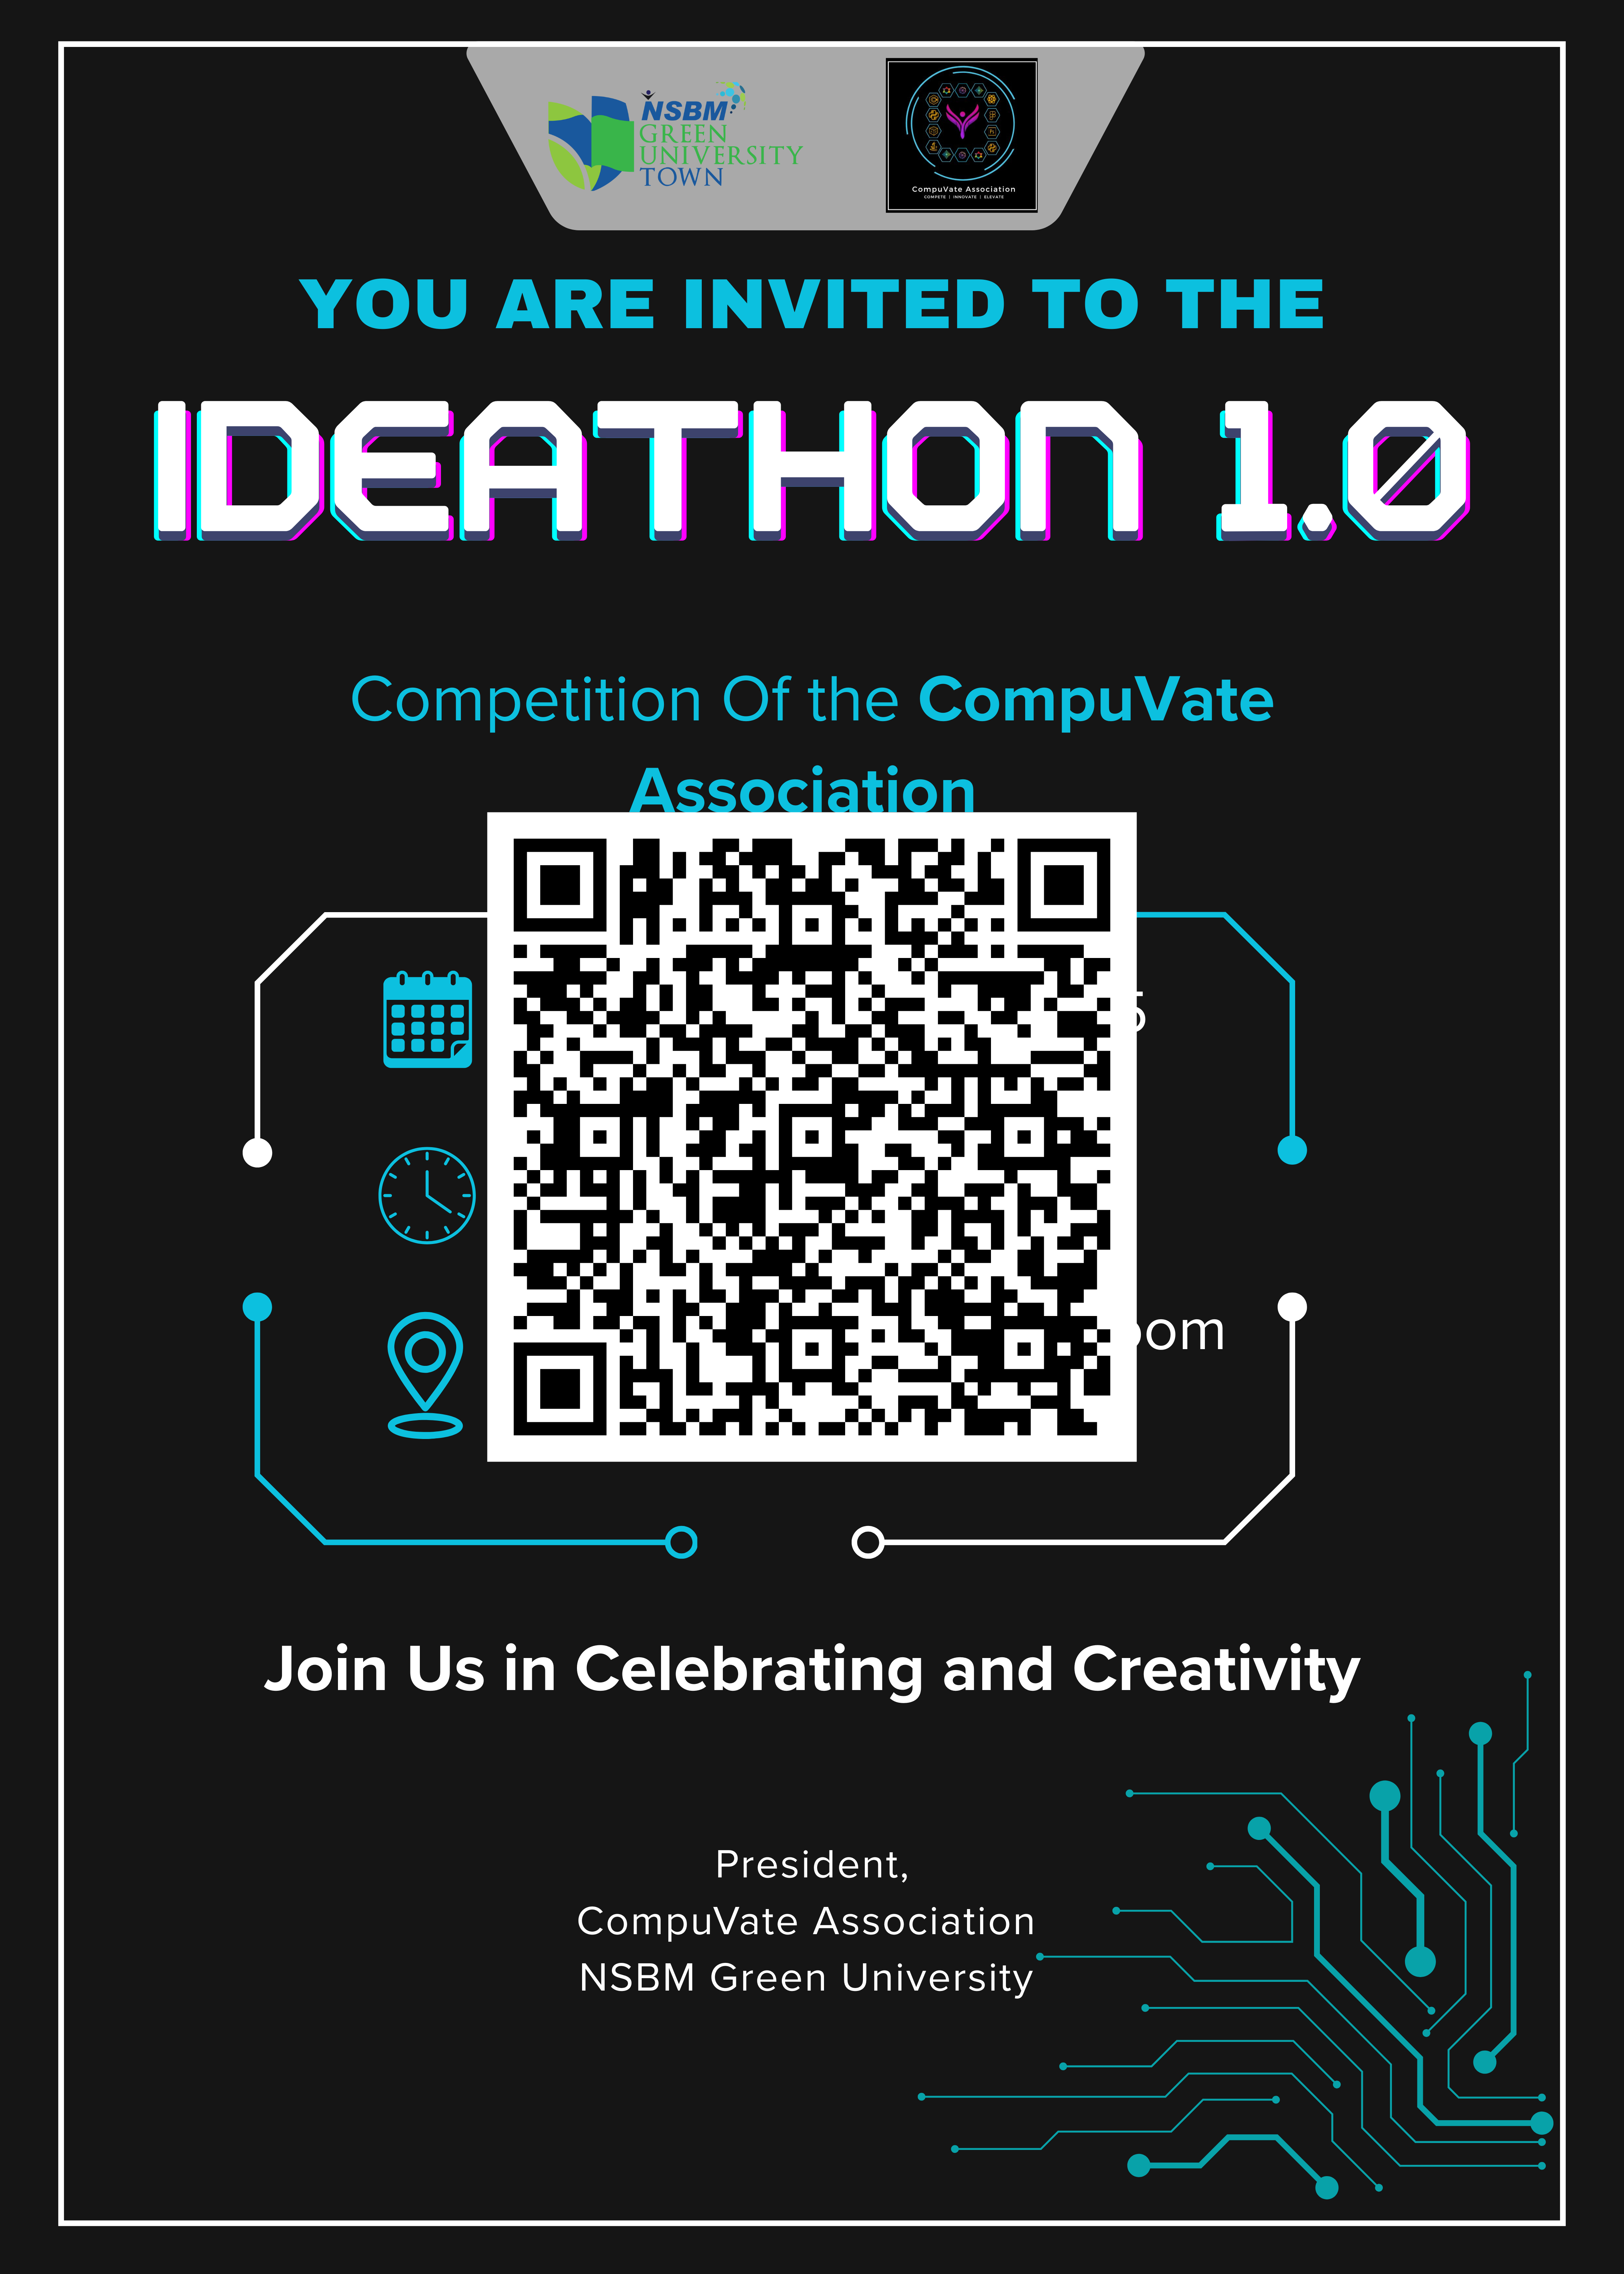 NSBM
GREEN
UNIVERSITY
TOWN
CompuVate Association
COMPETE | INNOVATE | ELEVATE
YOU ARE INVITED TO THE
IDEATHON 1.0
Competition Of the CompuVate
Association
5
om
Join Us in Celebrating and Creativity
President,
CompuVate Association
NSBM Green University